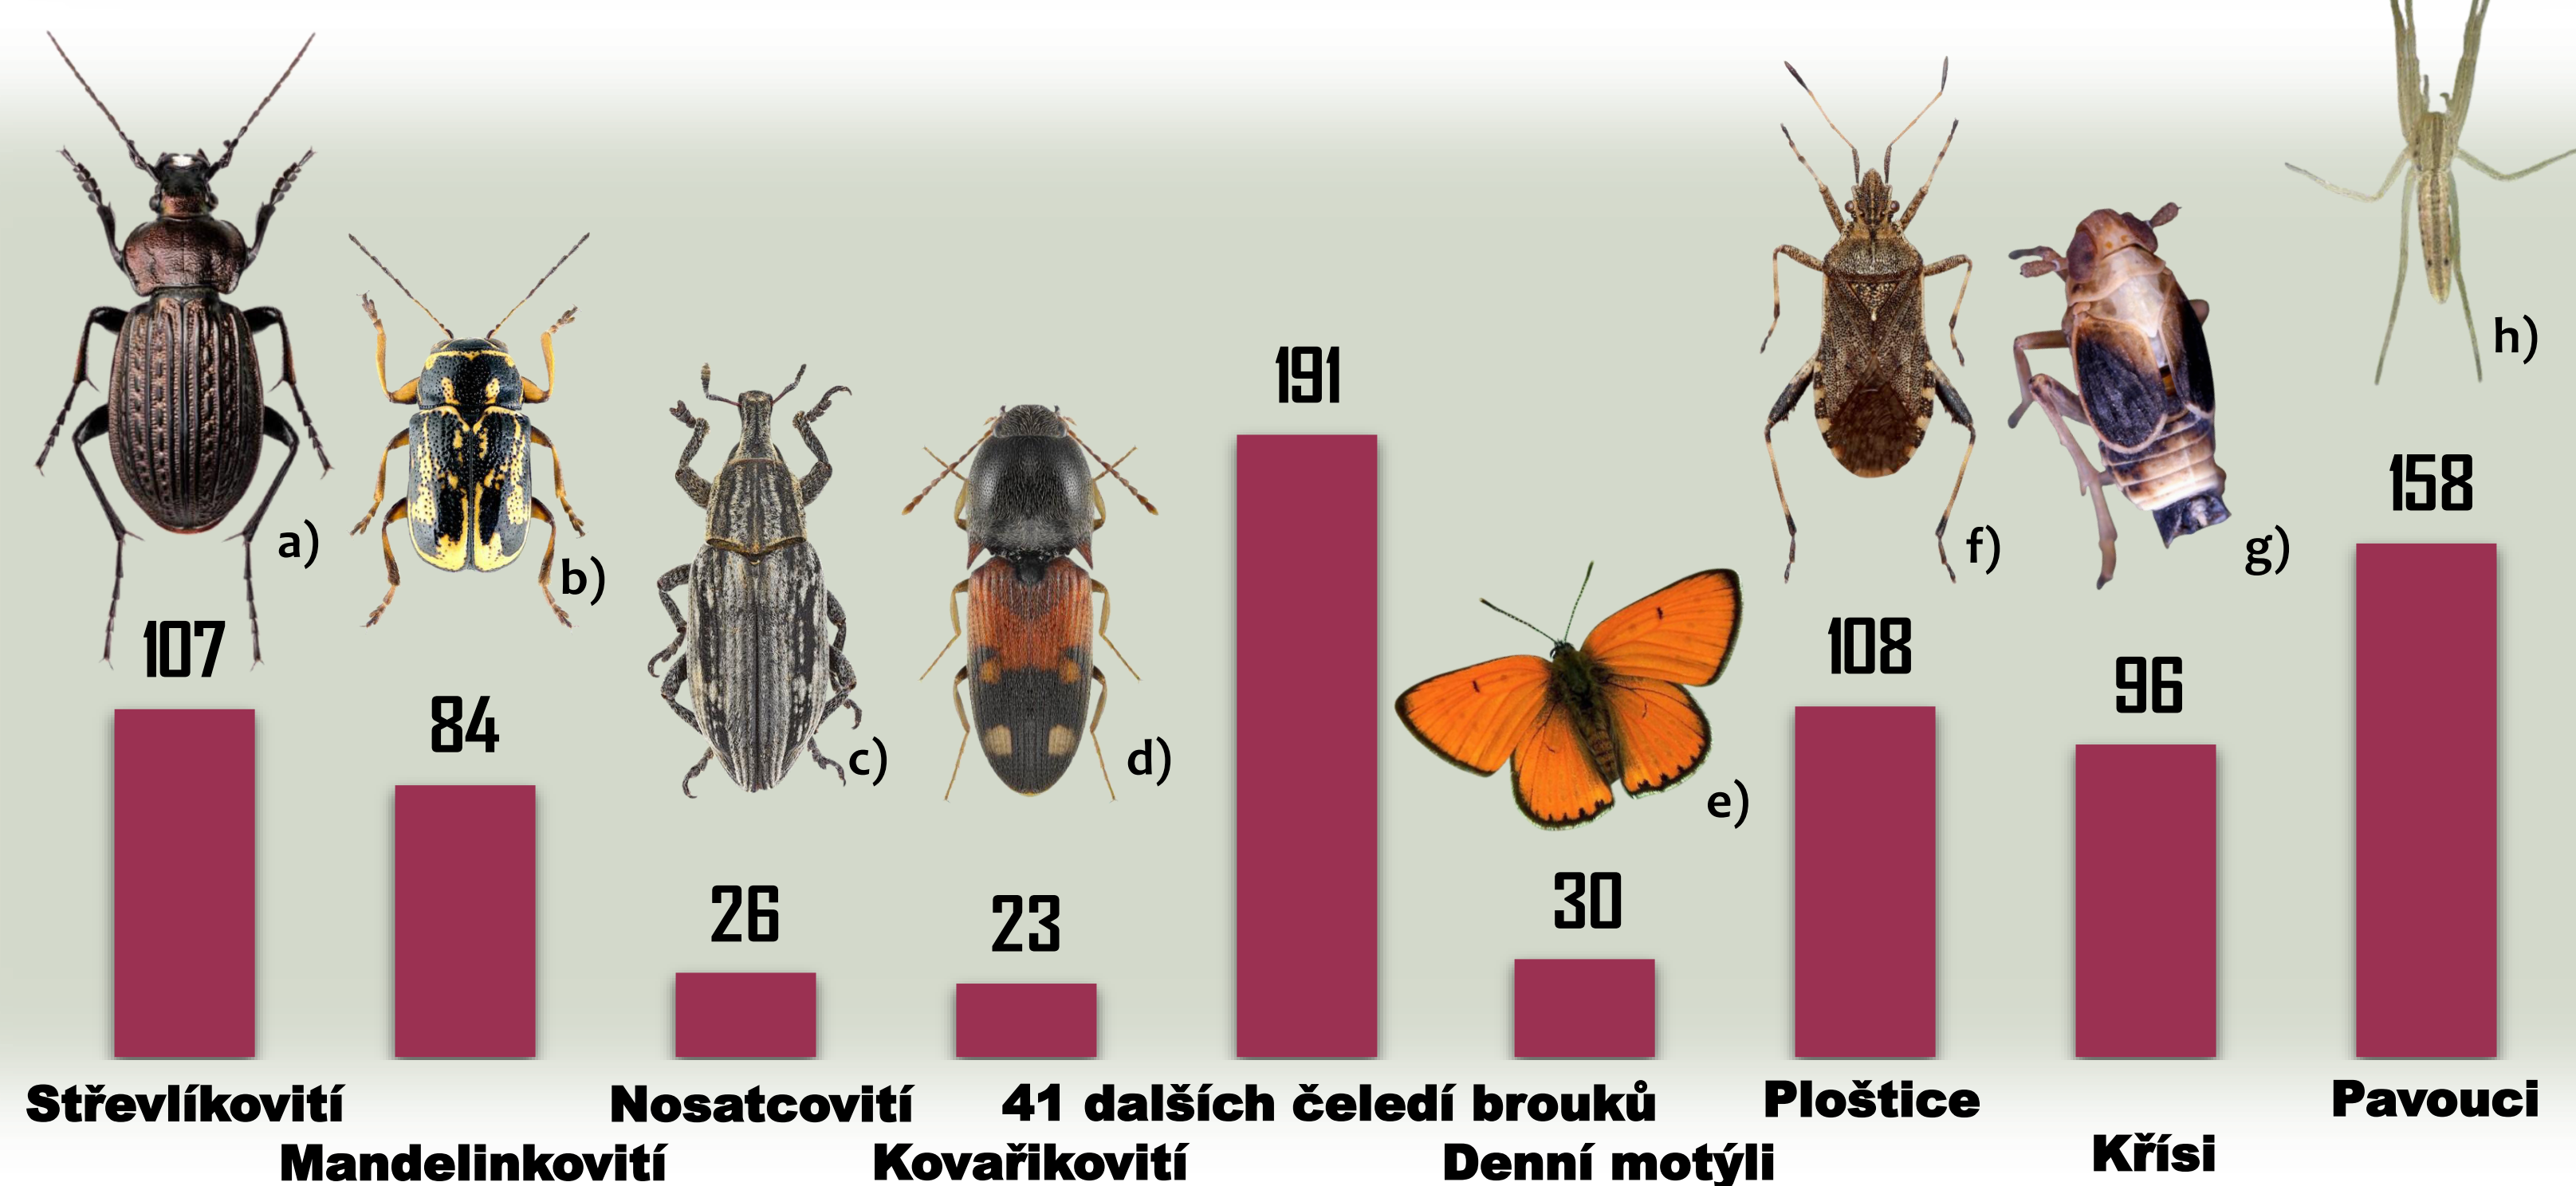 a)
b)
c)
d)
e)
f)
g)
h)
107
84
26
23
191
30
108
96
158
Střevlíkovití
Mandelinkovití
Nosatcovití
Kovařikovití
41 dalších čeledí brouků
Denní motýli
Ploštice
Křísi
Pavouci